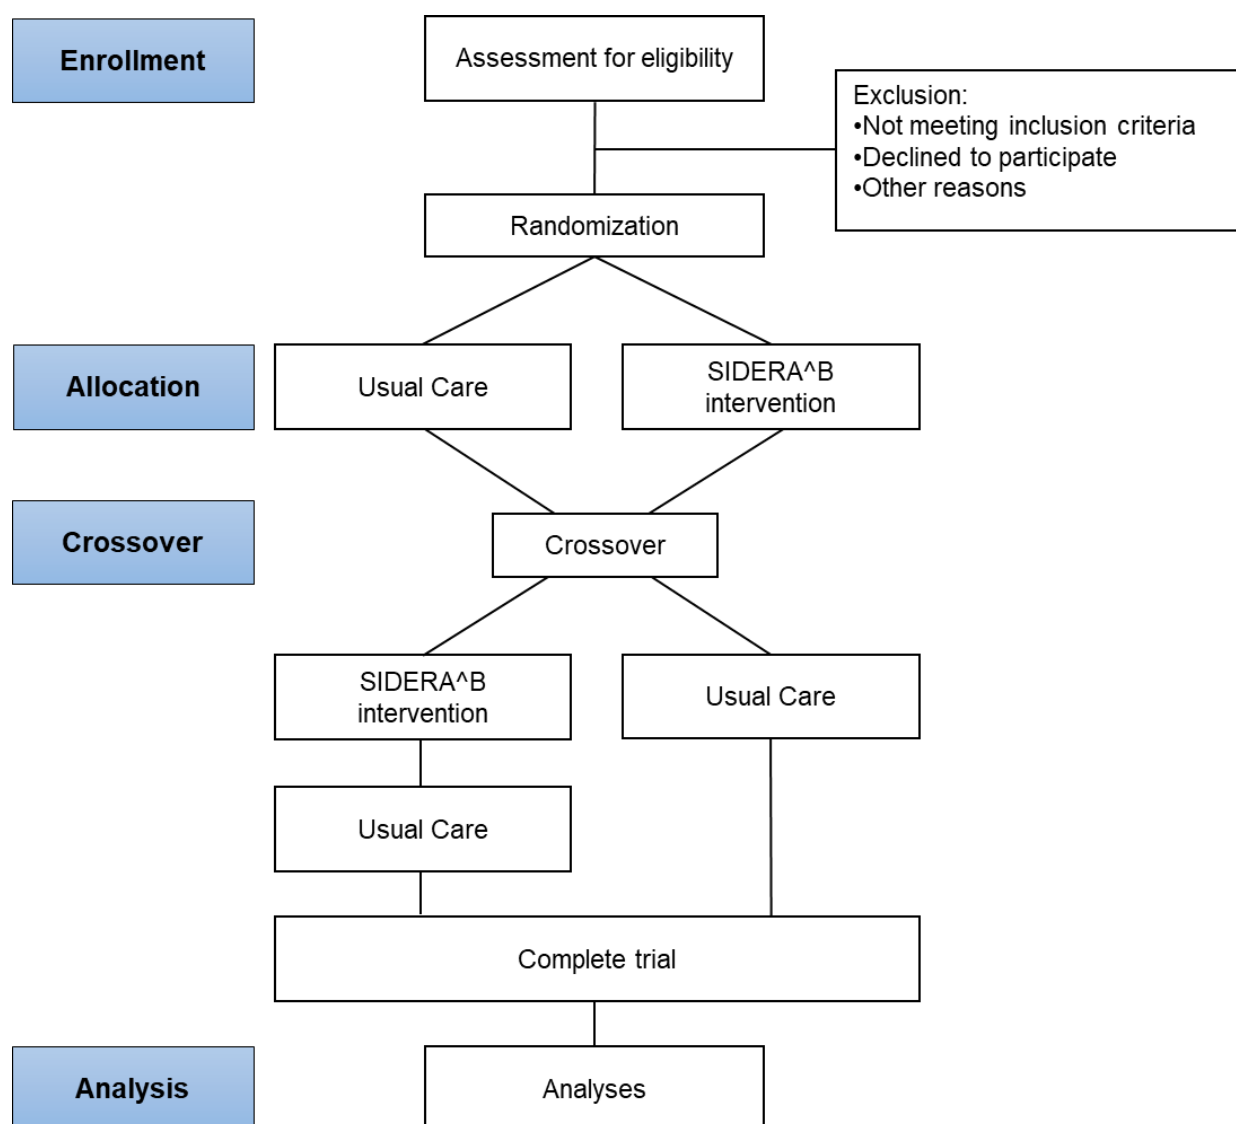 Enrollment
Assessment for eligibility
Exclusion:
•Not meeting inclusion criteria
•Declined to participate
•Other reasons
Randomization
Allocation
Usual Care
SIDERA^B
intervention
Crossover
Crossover
SIDERA^B
intervention
Usual Care
Usual Care
Complete trial
Analysis
Analyses